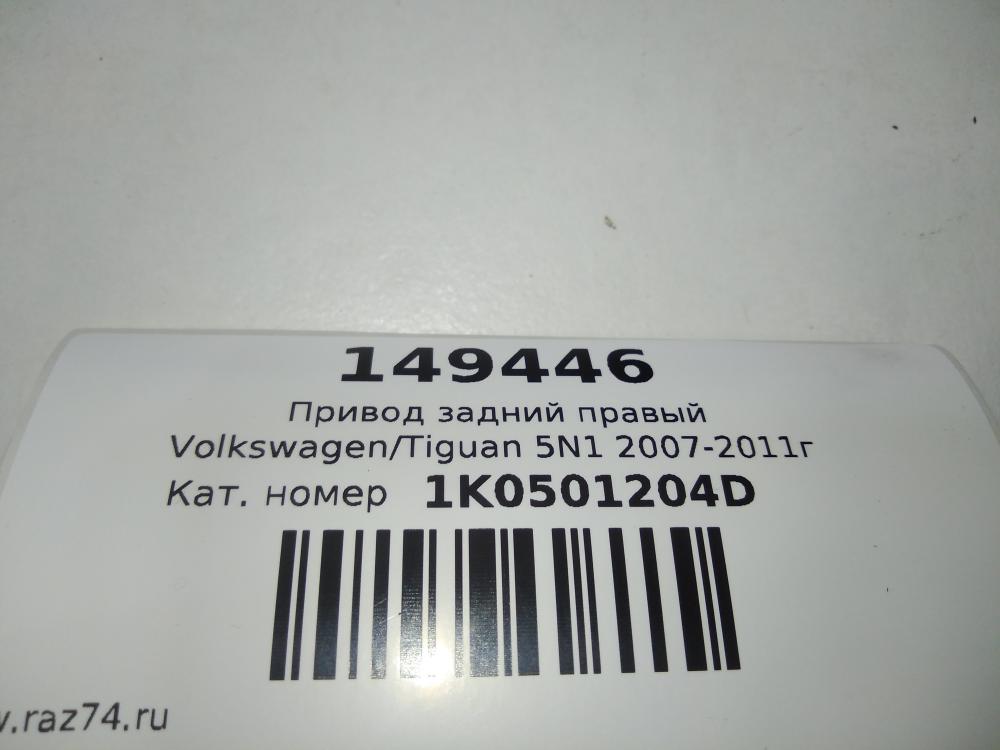 149446
Привод задний правый
Volkswagen/Tiguan 5N1 2007-2011г
Кат. номер 1K0501204D
.raz74.ru